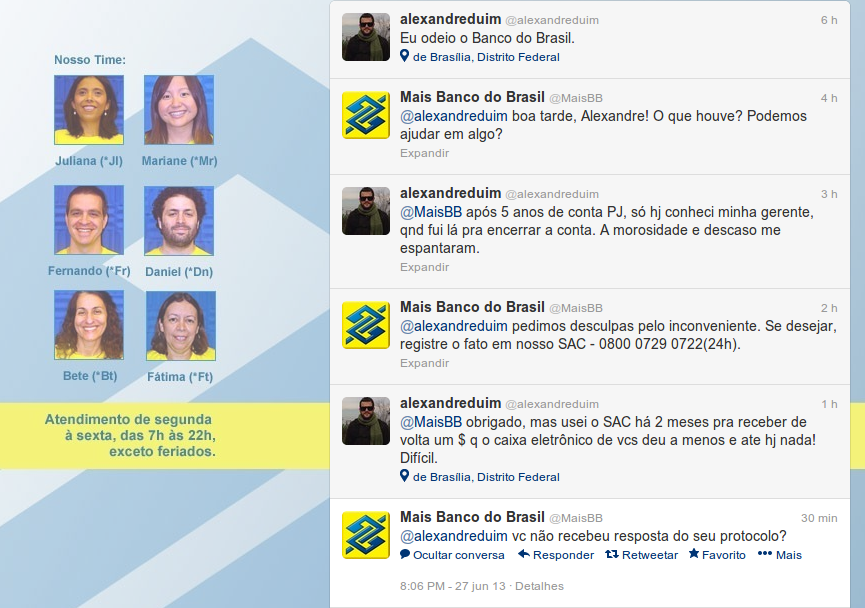 Nosso Time:
Juliana (*Jl) Mariane (*Mr)
Fernando (*Fr) Daniel (*Dn)
Bete (*Bt) Fátima (*Ft)
Atendimento de segunda
à sexta, das 7h às 22h,
exceto feriados.
alexandreduim @alexandreduim 6 h
Eu odeio o Banco do Brasil.
de Brasília, Distrito Federal
Mais Banco do Brasil @MaisBB 4 h
@alexandreduim boa tarde, Alexandre! O que houve? Podemos
ajudar em algo?
Expandir
alexandreduim @alexandreduim 3 h
@MaisBB após 5 anos de conta PJ, só hj conheci minha gerente,
qnd fui lá pra encerrar a conta. A morosidade e descaso me
espantaram.
Expandir
Mais Banco do Brasil @MaisBB 2 h
@alexandreduim pedimos desculpas pelo inconveniente. Se desejar,
registre o fato em nosso SAC - 0800 0729 0722(24h).
Expandir
alexandreduim @alexandreduim 1 h
@MaisBB obrigado, mas usei o SAC há 2 meses pra receber de
volta um $ q o caixa eletrônico de vcs deu a menos e ate hj nada!
Difícil.
de Brasília, Distrito Federal
Mais Banco do Brasil @MaisBB 30 min
@alexandreduim vc não recebeu resposta do seu protocolo?
Ocultar conversa Responder Retweetar Favorito Mais
8:06 PM - 27 jun 13 · Detalhes